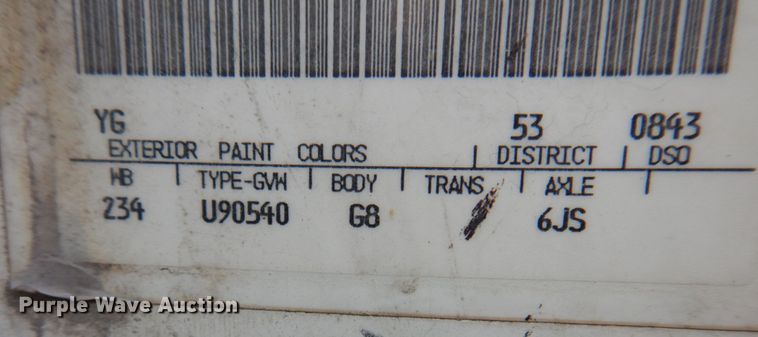 YG 53 0843
EXTERIOR PAINT COLORS | DISTRICT | DSO
WB | TYPE-GVW | BODY | TRANS | AXLE |
234 U90540 G8 6JS
Purple Wave Auction